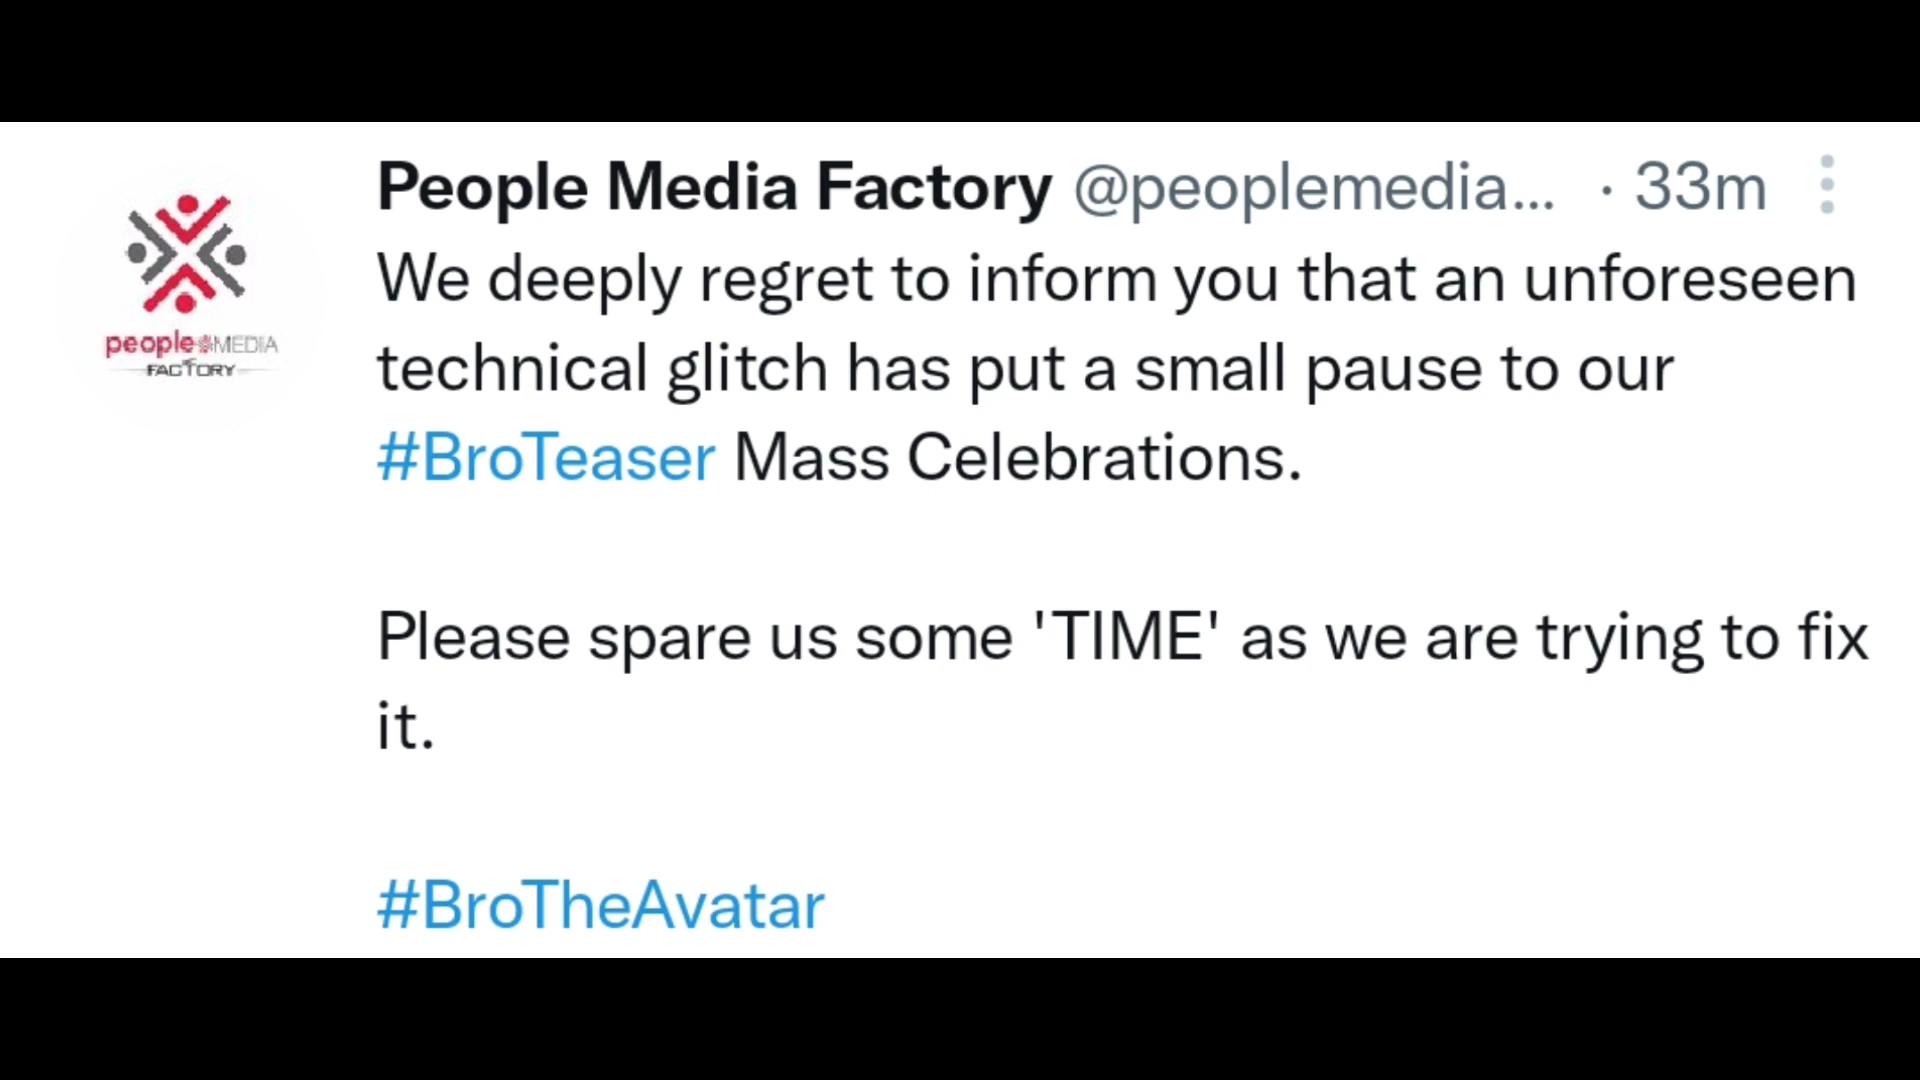 People Media Factory @peoplemedia... · 33m
We deeply regret to inform you that an unforeseen
technical glitch has put a small pause to our
#BroTeaser Mass Celebrations.
Please spare us some 'TIME' as we are trying to fix
it.
#BroTheAvatar
people MEDIA
FACTORY